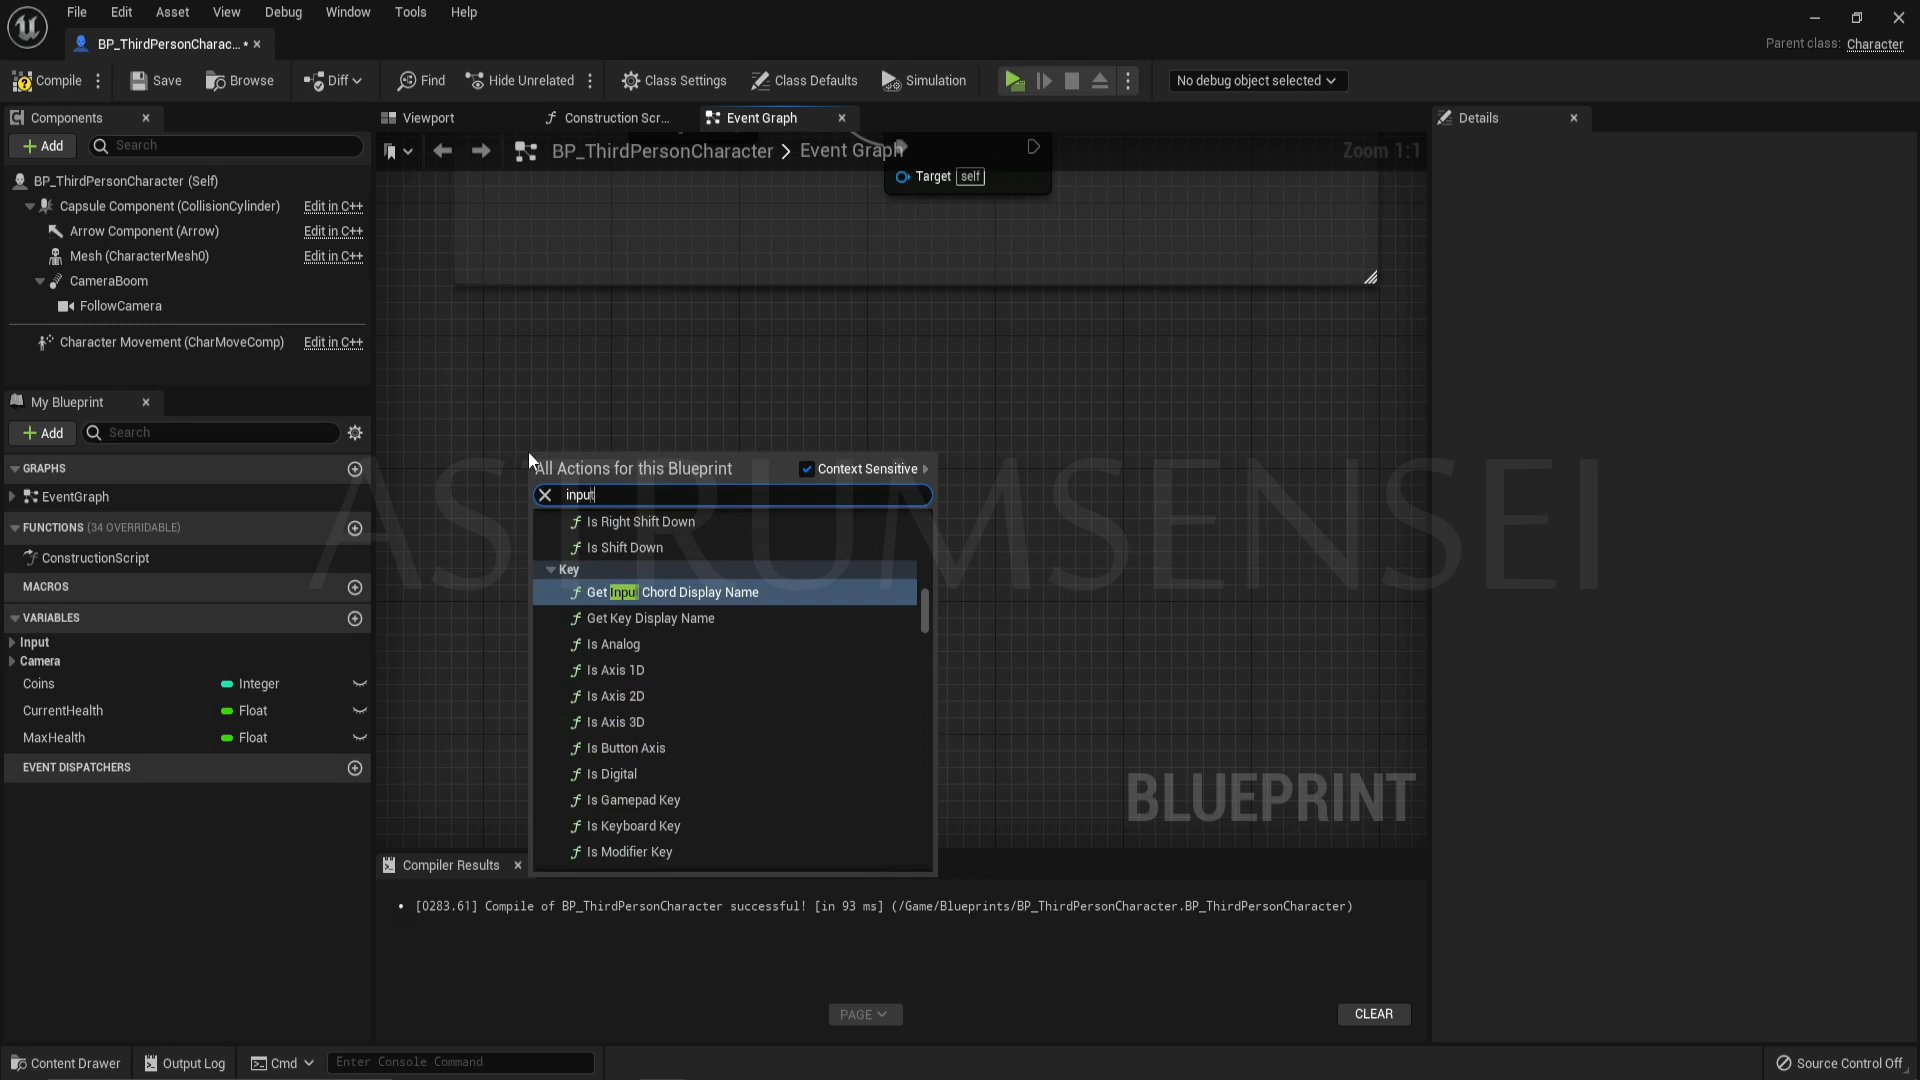 File Edit Asset View Debug Window Tools Help
BP_ThirdPersonCharac... •
Parent class: Character
Compile Save Browse Diff Find Hide Unrelated Class Settings Class Defaults Simulation No debug object selected
Components
Viewport Construction Scr... Event Graph
Details
Add Search
BP_ThirdPersonCharacter > Event Graph
Zoom 1:1
Target self
BP_ThirdPersonCharacter (Self)
Capsule Component (CollisionCylinder) Edit in C++
Arrow Component (Arrow) Edit in C++
Mesh (CharacterMesh0) Edit in C++
CameraBoom
FollowCamera
Character Movement (CharMoveComp) Edit in C++
My Blueprint
Add Search
GRAPHS
EventGraph
FUNCTIONS (34 OVERRIDABLE)
ConstructionScript
MACROS
VARIABLES
Input
Camera
Coins Integer
CurrentHealth Float
MaxHealth Float
EVENT DISPATCHERS
All Actions for this Blueprint Context Sensitive
input
Is Right Shift Down
Is Shift Down
Key
Get Input Chord Display Name
Get Key Display Name
Is Analog
Is Axis 1D
Is Axis 2D
Is Axis 3D
Is Button Axis
Is Digital
Is Gamepad Key
Is Keyboard Key
Is Modifier Key
ASTRUMSENSEI
BLUEPRINT
Compiler Results
• [0283.61] Compile of BP_ThirdPersonCharacter successful! [in 93 ms] (/Game/Blueprints/BP_ThirdPersonCharacter.BP_ThirdPersonCharacter)
PAGE
CLEAR
Content Drawer Output Log Cmd Enter Console Command
Source Control Off